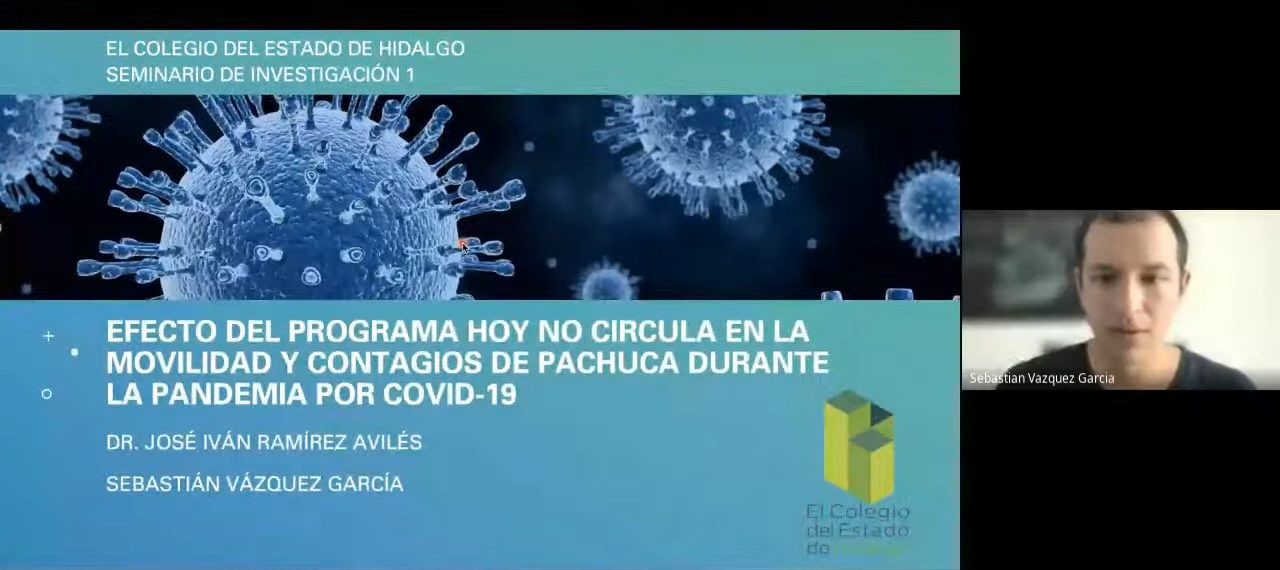 EL COLEGIO DEL ESTADO DE HIDALGO
SEMINARIO DE INVESTIGACIÓN 1
EFECTO DEL PROGRAMA HOY NO CIRCULA EN LA
MOVILIDAD Y CONTAGIOS DE PACHUCA DURANTE
LA PANDEMIA POR COVID-19
DR. JOSÉ IVÁN RAMÍREZ AVILÉS
SEBASTIÁN VÁZQUEZ GARCÍA
El Colegio
del Estado
de
Sebastian Vazquez Garcia